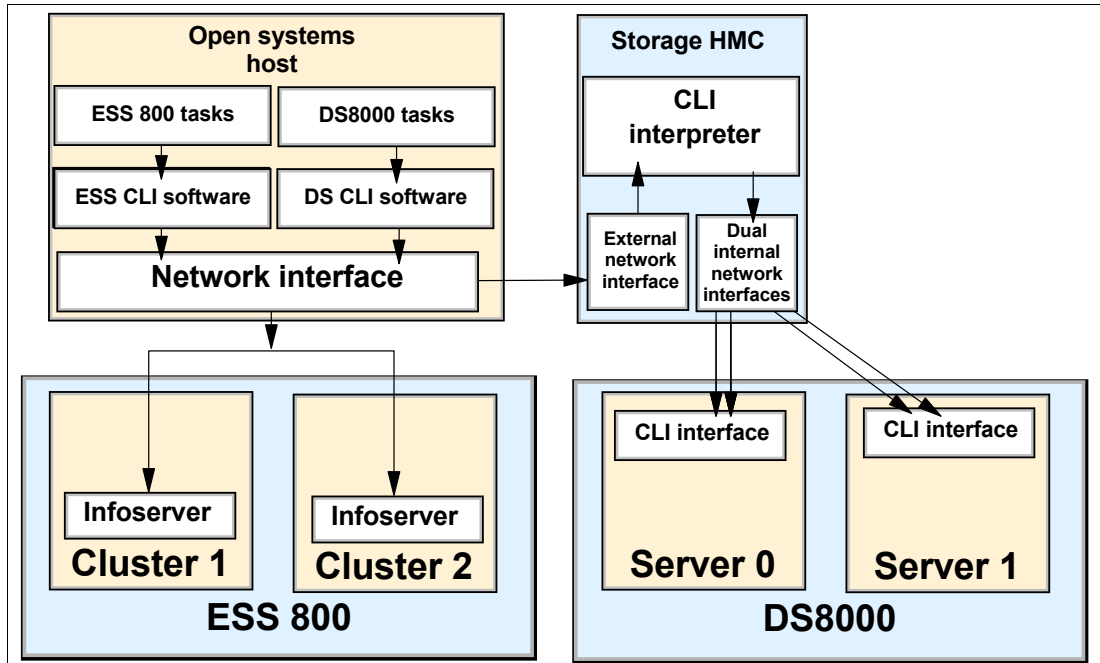 Open systems
host
ESS 800 tasks
DS8000 tasks
ESS CLI software
DS CLI software
Network interface
Storage HMC
CLI
interpreter
External
network
interface
Dual
internal
network
interfaces
Infoserver
Cluster 1
Infoserver
Cluster 2
ESS 800
CLI interface
Server 0
CLI interface
Server 1
DS8000